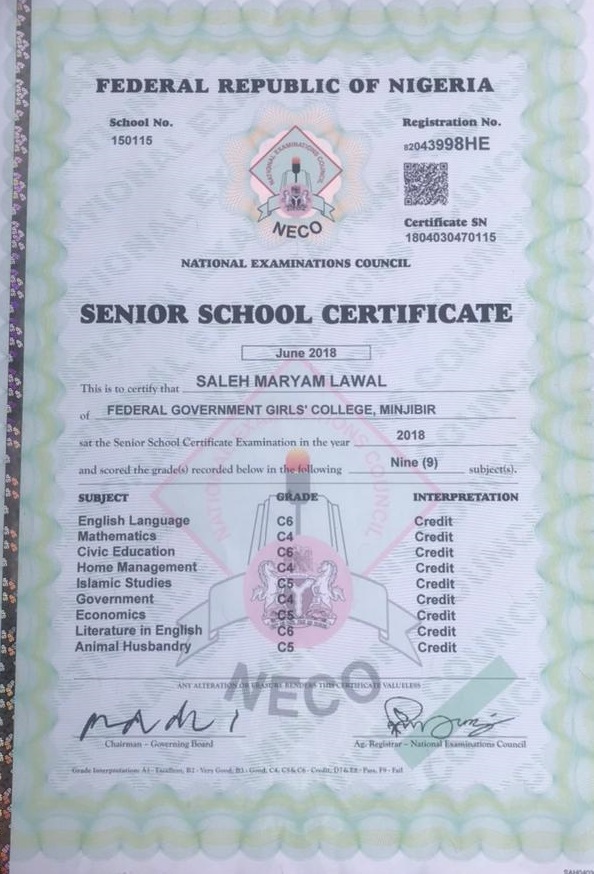 FEDERAL REPUBLIC OF NIGERIA
School No.
150115
Registration No.
82043998HE
NATIONAL EXAMINATIONS COUNCIL
NECO
Certificate SN
1804030470115
NATIONAL EXAMINATIONS COUNCIL
SENIOR SCHOOL CERTIFICATE
June 2018
This is to certify that SALEH MARYAM LAWAL
of FEDERAL GOVERNMENT GIRLS' COLLEGE, MINJIBIR
sat the Senior School Certificate Examination in the year 2018
and scored the grade(s) recorded below in the following Nine (9) subject(s).
SUBJECT GRADE INTERPRETATION
English Language C6 Credit
Mathematics C4 Credit
Civic Education C6 Credit
Home Management C4 Credit
Islamic Studies C5 Credit
Government C4 Credit
Economics C5 Credit
Literature in English C6 Credit
Animal Husbandry C5 Credit
ANY ALTERATION OR ERASURE RENDERS THIS CERTIFICATE VALUELESS
NECO
Chairman - Governing Board
Ag. Registrar - National Examinations Council
Grade Interpretation: A1 - Excellent, B2 - Very Good, B3 - Good, C4, C5 & C6 - Credit, D7 & E8 - Pass, F9 - Fail